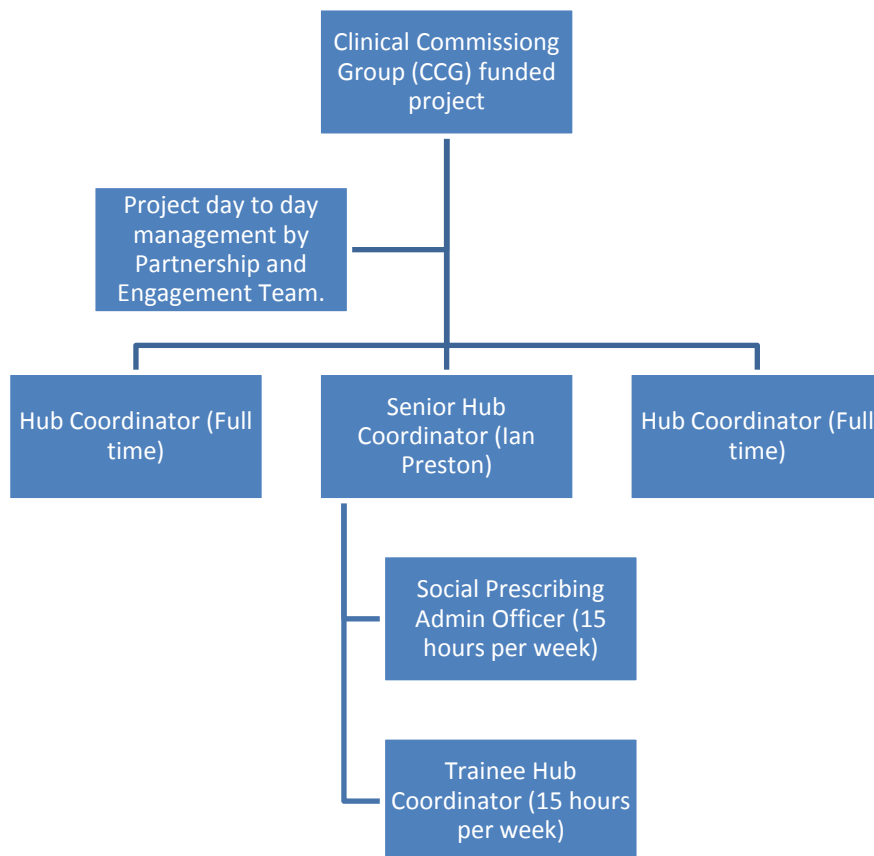 Clinical Commissiong
Group (CCG) funded
project
Project day to day
management by
Partnership and
Engagement Team.
Hub Coordinator (Full
time)
Senior Hub
Coordinator (Ian
Preston)
Hub Coordinator (Full
time)
Social Prescribing
Admin Officer (15
hours per week)
Trainee Hub
Coordinator (15 hours
per week)